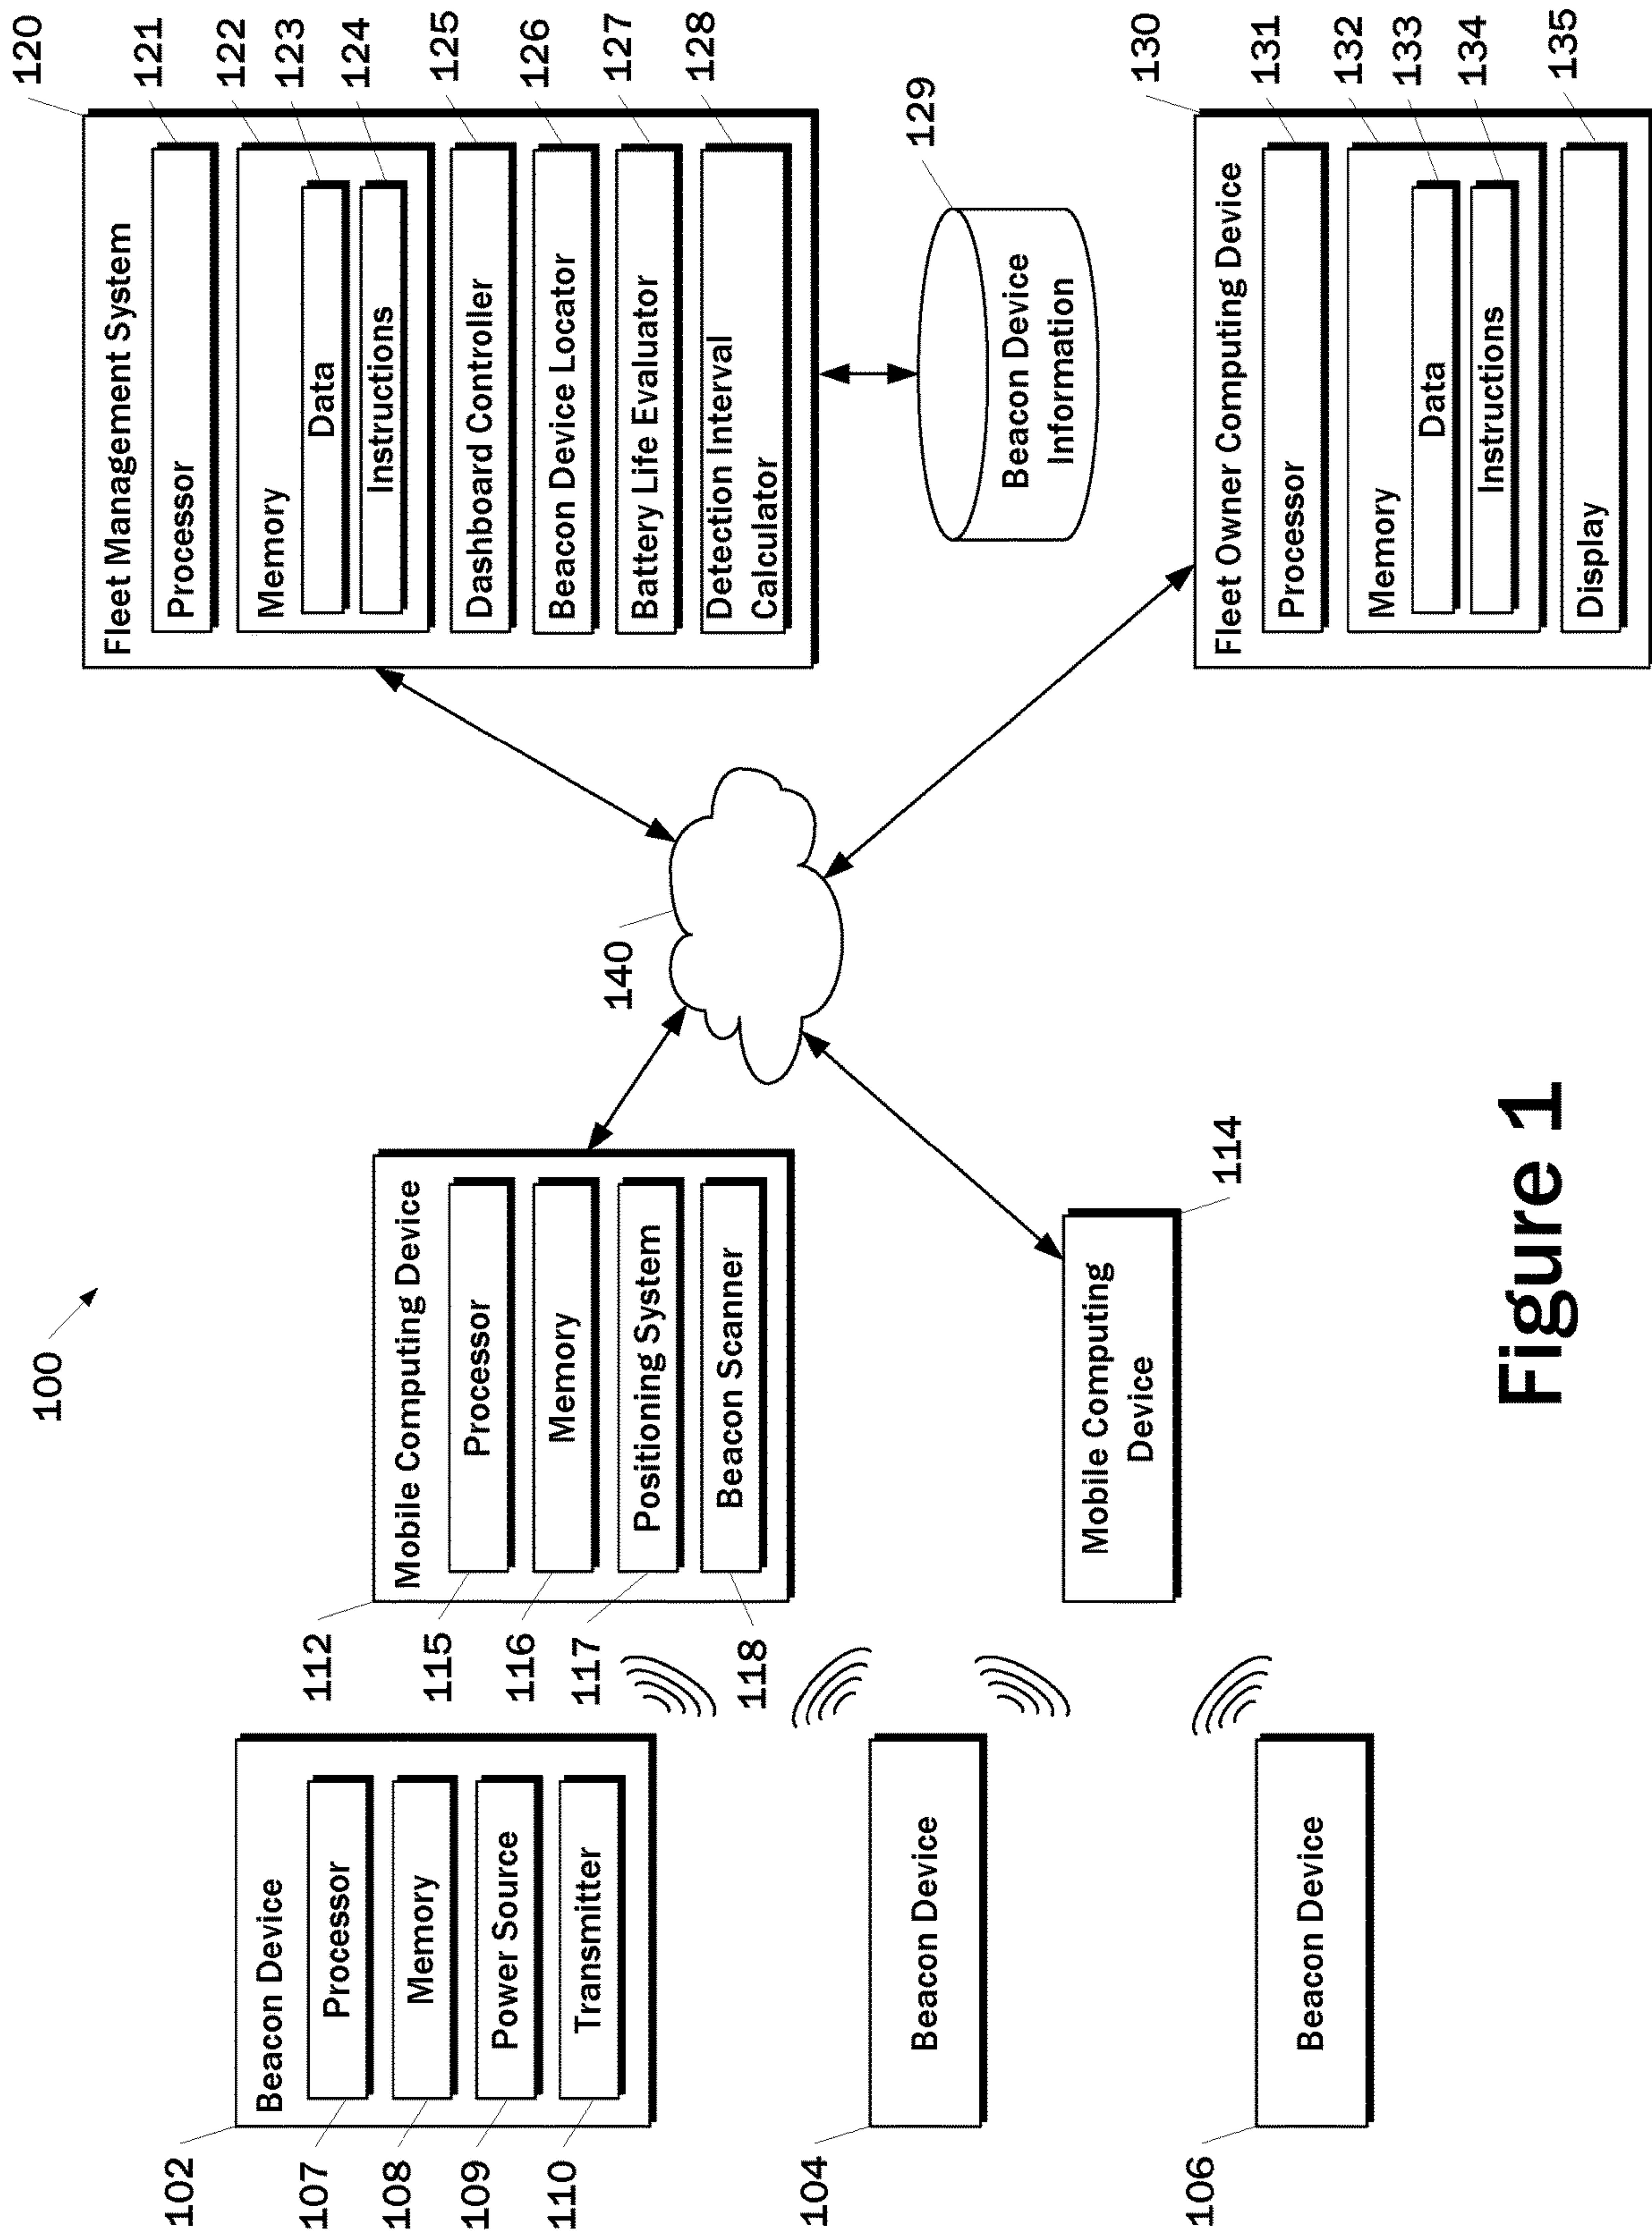 100
102
Beacon Device
107
Processor
108
Memory
109
Power Source
110
Transmitter
104
Beacon Device
106
Beacon Device
112
Mobile Computing Device
115
Processor
116
Memory
117
Positioning System
118
Beacon Scanner
Mobile Computing
Device
114
140
120
Fleet Management System
121
Processor
122
Memory
123
Data
124
Instructions
125
Dashboard Controller
126
Beacon Device Locator
127
Battery Life Evaluator
128
Detection Interval
Calculator
129
Beacon Device
Information
130
Fleet Owner Computing Device
131
Processor
132
Memory
133
Data
134
Instructions
135
Display
Figure 1